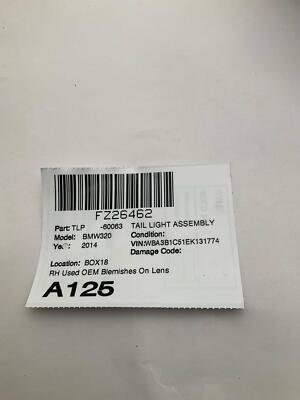 FZ26462
Part: TLP -60063 TAIL LIGHT ASSEMBLY
Model: BMW320 Condition:
Year: 2014 VIN:WBA3B1C51EK131774
Damage Code:
Location: BOX18
RH Used OEM Blemishes On Lens
A125